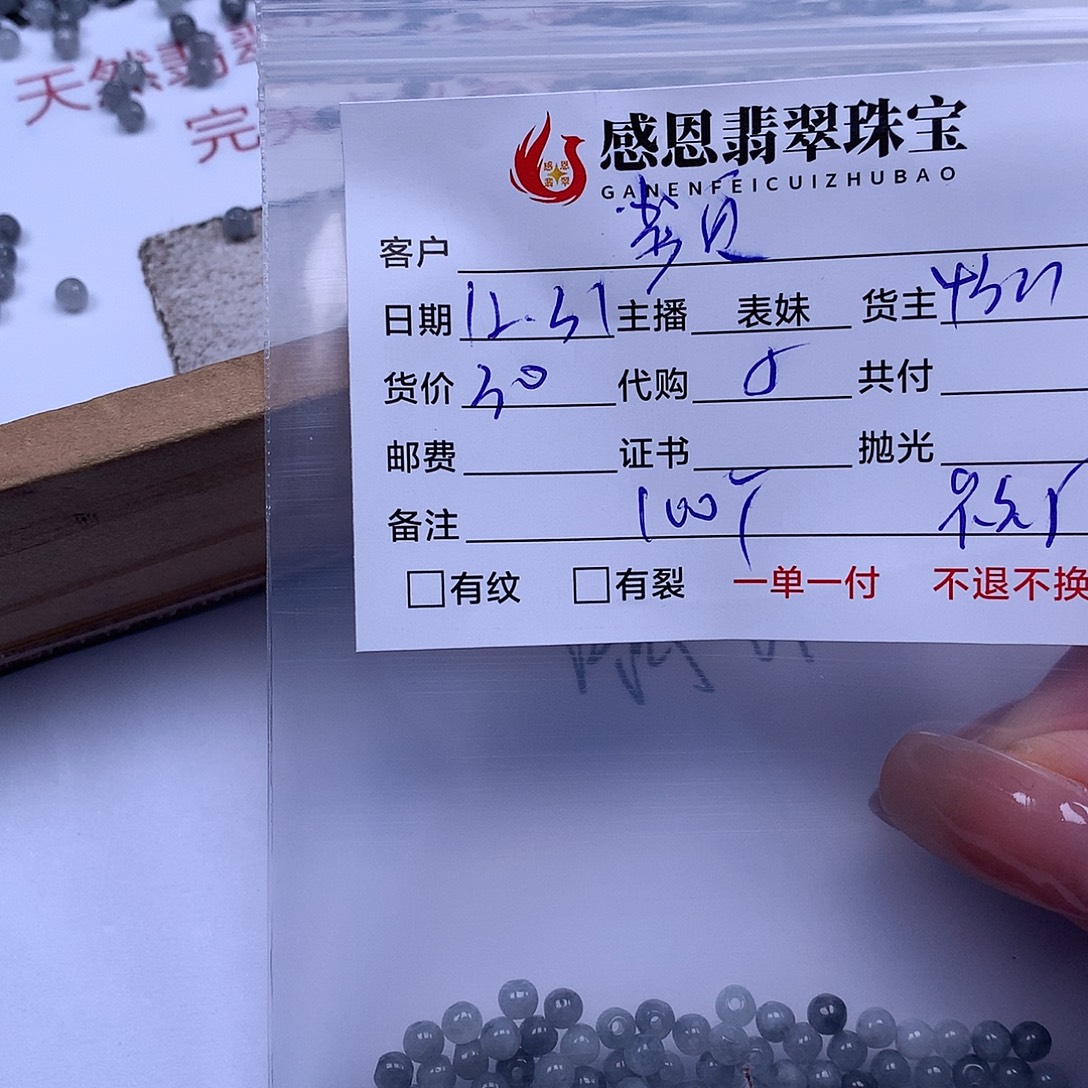 天然翡翠
完
感恩翡翠珠宝
GANENFEICUIZHUBAO
客户
日期 12.31 主播 表妹 货主
货价 30 代购 5 共付
邮费 证书 抛光
备注 100
有纹 有裂 一单一付 不退不换